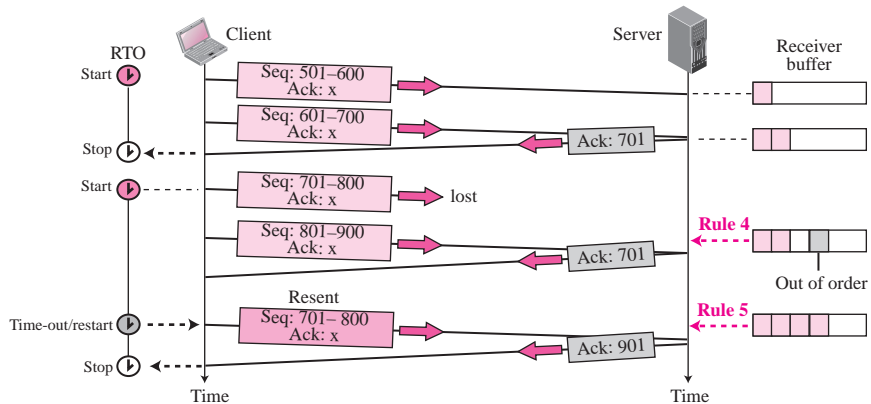 Client
Server
RTO
Receiver
buffer
Start
Seq: 501–600
Ack: x
Seq: 601–700
Ack: x
Ack: 701
Stop
Start
Seq: 701–800
Ack: x
lost
Seq: 801–900
Ack: x
Rule 4
Ack: 701
Out of order
Resent
Time-out/restart
Seq: 701– 800
Ack: x
Rule 5
Ack: 901
Stop
Time
Time